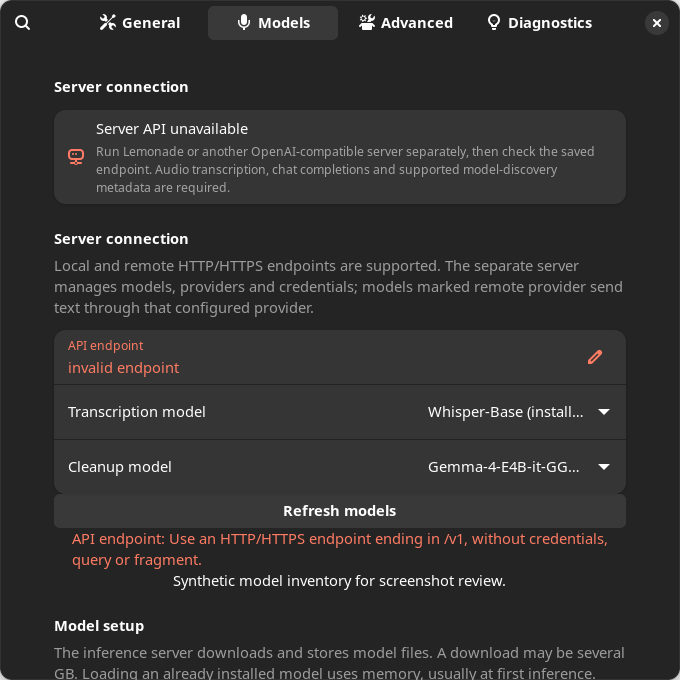 General
Models
Advanced
Diagnostics
Server connection
Server API unavailable
Run Lemonade or another OpenAI-compatible server separately, then check the saved
endpoint. Audio transcription, chat completions and supported model-discovery
metadata are required.
Server connection
Local and remote HTTP/HTTPS endpoints are supported. The separate server
manages models, providers and credentials; models marked remote provider send
text through that configured provider.
API endpoint
invalid endpoint
Transcription model
Whisper-Base (install...
Cleanup model
Gemma-4-E4B-it-GG...
Refresh models
API endpoint: Use an HTTP/HTTPS endpoint ending in /v1, without credentials,
query or fragment.
Synthetic model inventory for screenshot review.
Model setup
The inference server downloads and stores model files. A download may be several
GB. Loading an already installed model uses memory, usually at first inference.